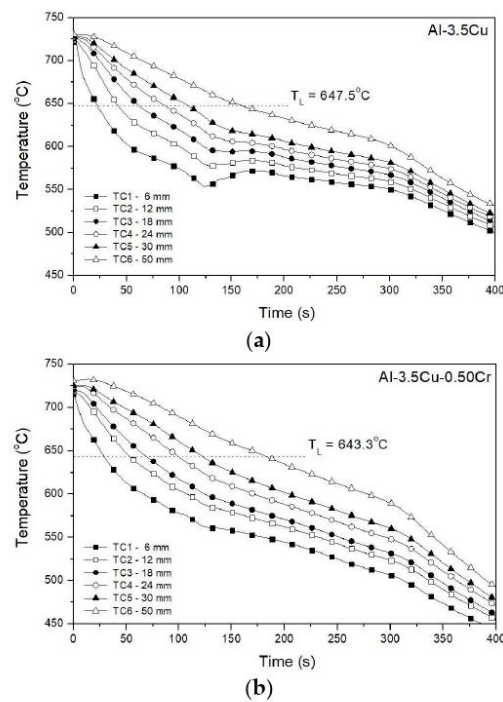 Al-3.5Cu
750
700
650
600
550
500
450
Temperature (°C)
T_L = 647.5°C
TC1 - 6 mm
TC2 - 12 mm
TC3 - 18 mm
TC4 - 24 mm
TC5 - 30 mm
TC6 - 50 mm
0 50 100 150 200 250 300 350 400
Time (s)
(a)
Al-3.5Cu-0.50Cr
750
700
650
600
550
500
450
Temperature (°C)
T_L = 643.3°C
TC1 - 6 mm
TC2 - 12 mm
TC3 - 18 mm
TC4 - 24 mm
TC5 - 30 mm
TC6 - 50 mm
0 50 100 150 200 250 300 350 400
Time (s)
(b)